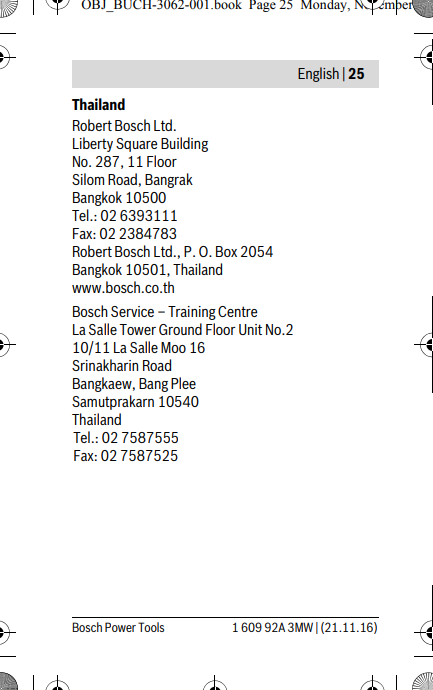 OBJ_BUCH-3062-001.book Page 25 Monday, November
English | 25
Thailand
Robert Bosch Ltd.
Liberty Square Building
No. 287, 11 Floor
Silom Road, Bangrak
Bangkok 10500
Tel.: 02 6393111
Fax: 02 2384783
Robert Bosch Ltd., P. O. Box 2054
Bangkok 10501, Thailand
www.bosch.co.th
Bosch Service – Training Centre
La Salle Tower Ground Floor Unit No.2
10/11 La Salle Moo 16
Srinakharin Road
Bangkaew, Bang Plee
Samutprakarn 10540
Thailand
Tel.: 02 7587555
Fax: 02 7587525
Bosch Power Tools 1 609 92A 3MW | (21.11.16)